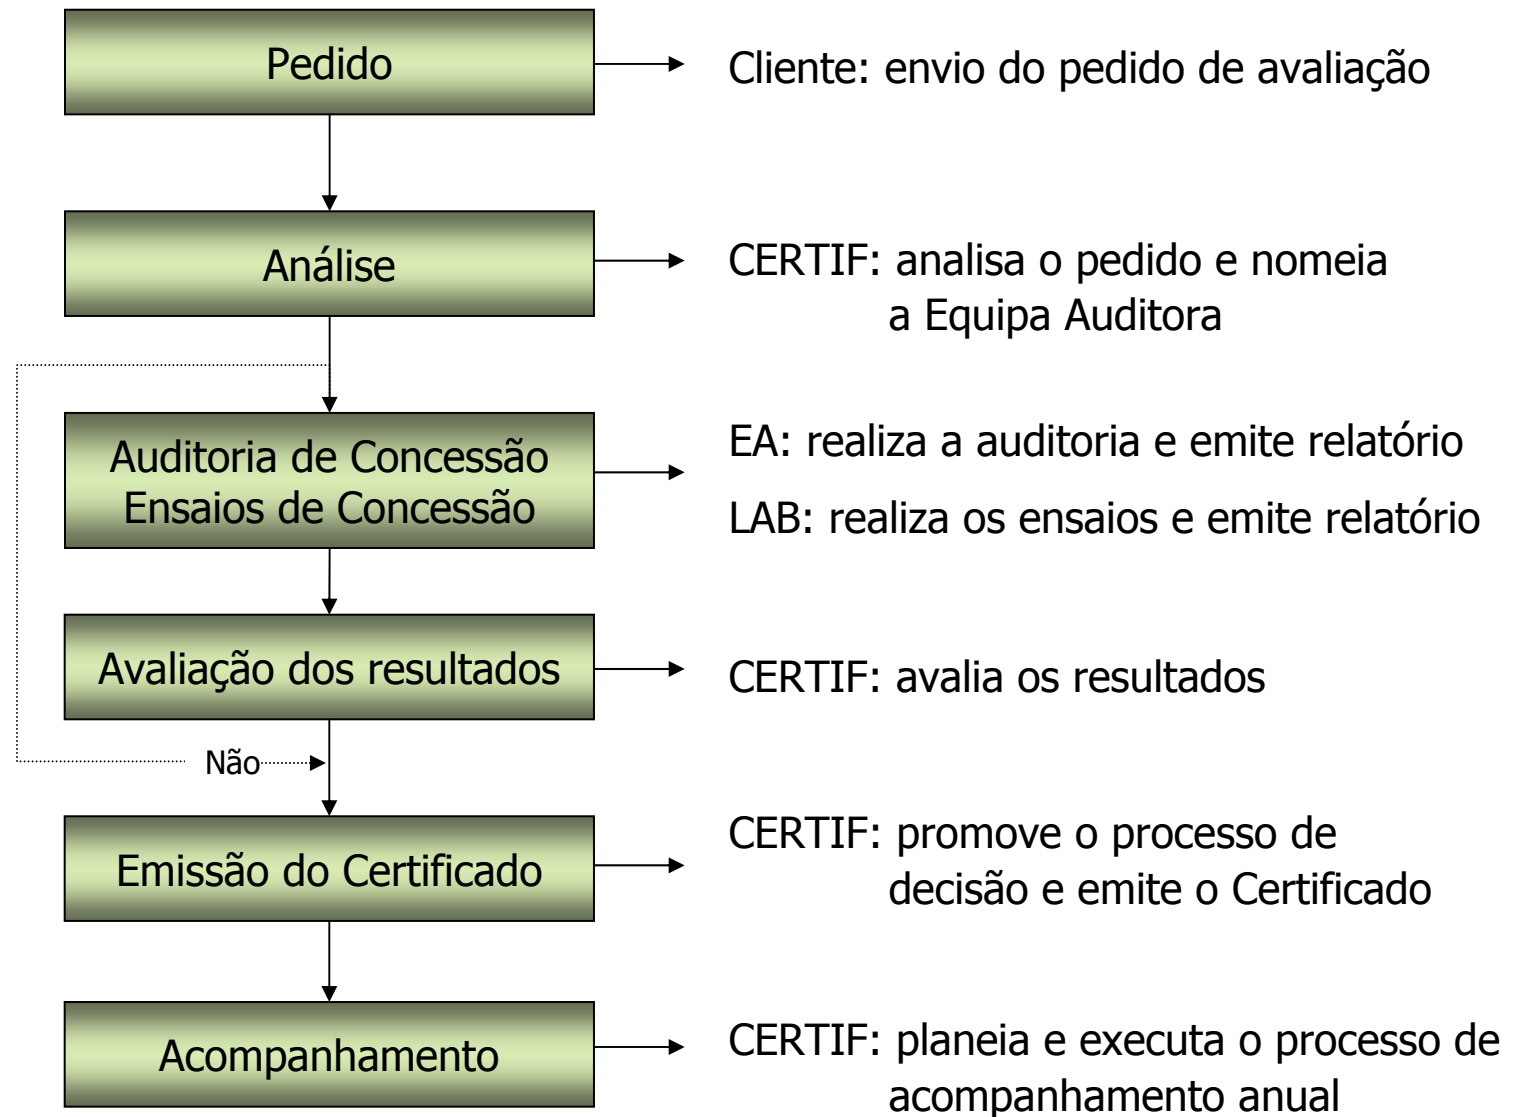 Pedido
Cliente: envio do pedido de avaliação
Análise
CERTIF: analisa o pedido e nomeia
a Equipa Auditora
Auditoria de Concessão
Ensaios de Concessão
EA: realiza a auditoria e emite relatório
LAB: realiza os ensaios e emite relatório
Avaliação dos resultados
CERTIF: avalia os resultados
Não
Emissão do Certificado
CERTIF: promove o processo de
decisão e emite o Certificado
Acompanhamento
CERTIF: planeia e executa o processo de
acompanhamento anual